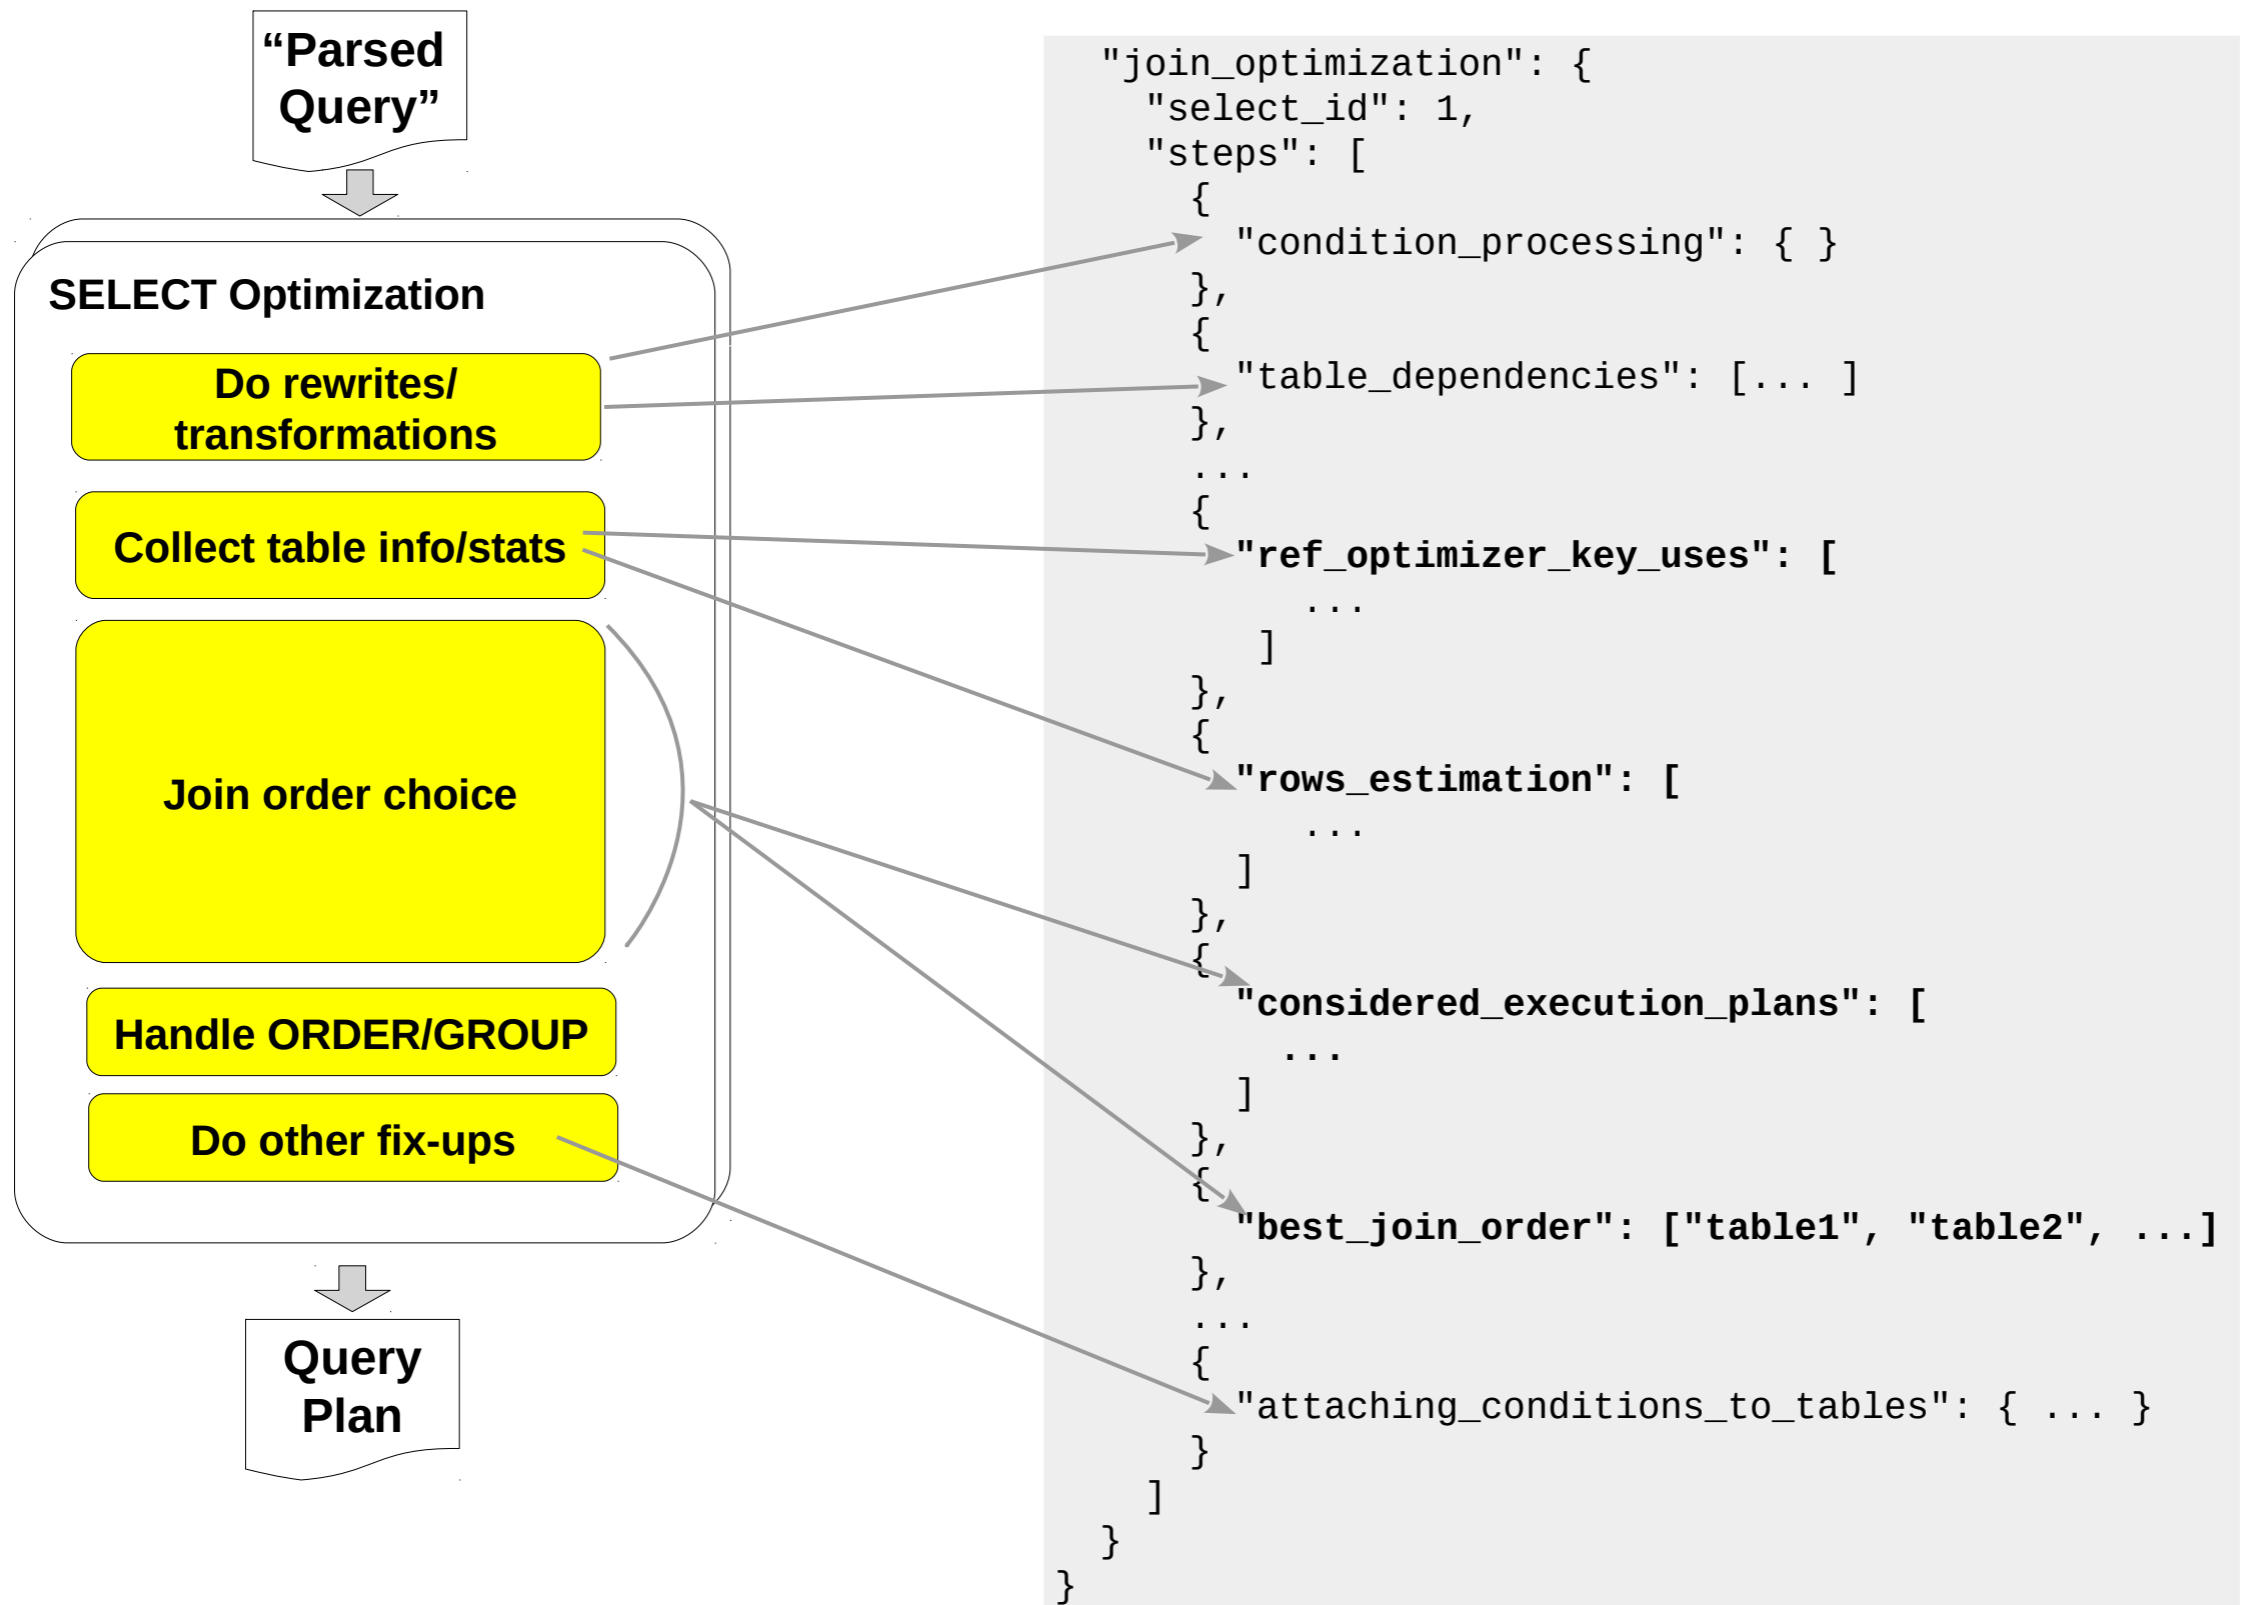 “Parsed
Query”
SELECT Optimization
Do rewrites/
transformations
Collect table info/stats
Join order choice
Handle ORDER/GROUP
Do other fix-ups
Query
Plan
"join_optimization": {
"select_id": 1,
"steps": [
{
"condition_processing": { }
},
{
"table_dependencies": [... ]
},
...
{
"ref_optimizer_key_uses": [
...
]
},
{
"rows_estimation": [
...
]
},
{
"considered_execution_plans": [
...
]
},
{
"best_join_order": ["table1", "table2", ...]
},
...
{
"attaching_conditions_to_tables": { ... }
}
]
}
}